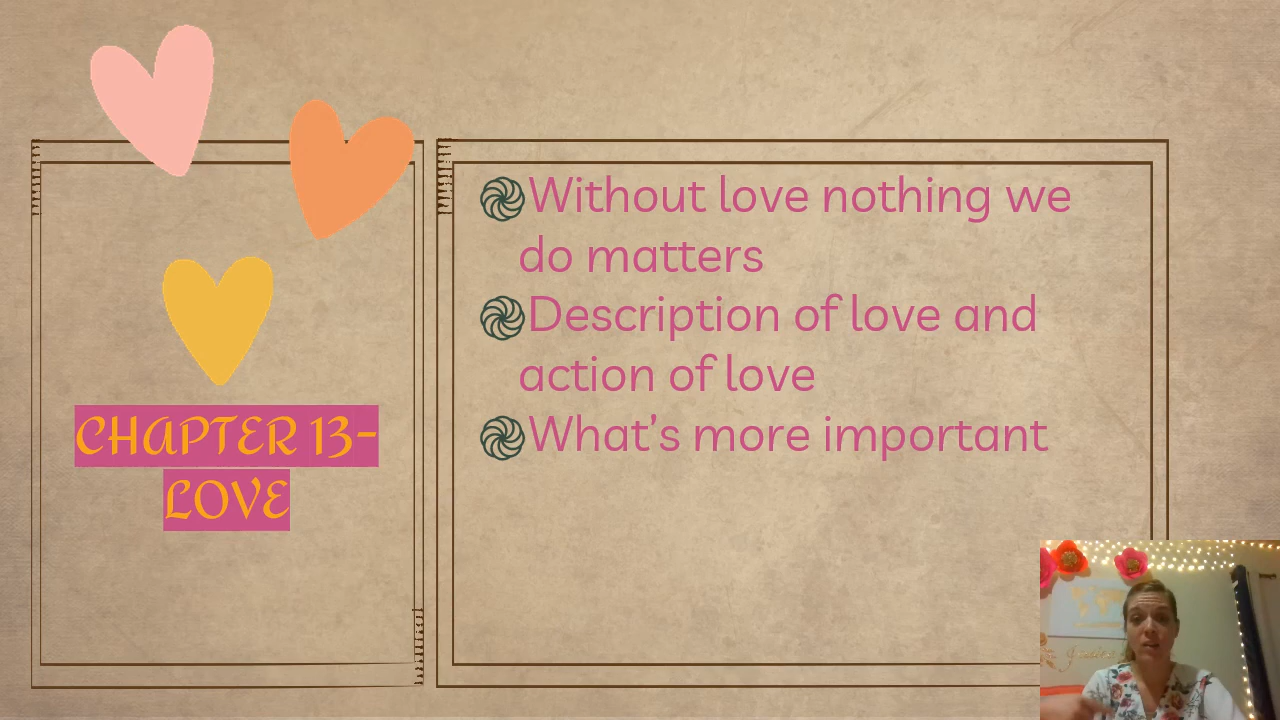 CHAPTER 13-
LOVE
Without love nothing we
do matters
Description of love and
action of love
What's more important